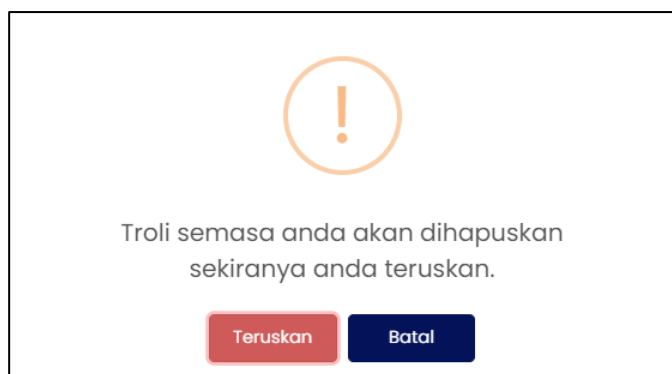 Troli semasa anda akan dihapuskan
sekiranya anda teruskan.
Teruskan
Batal